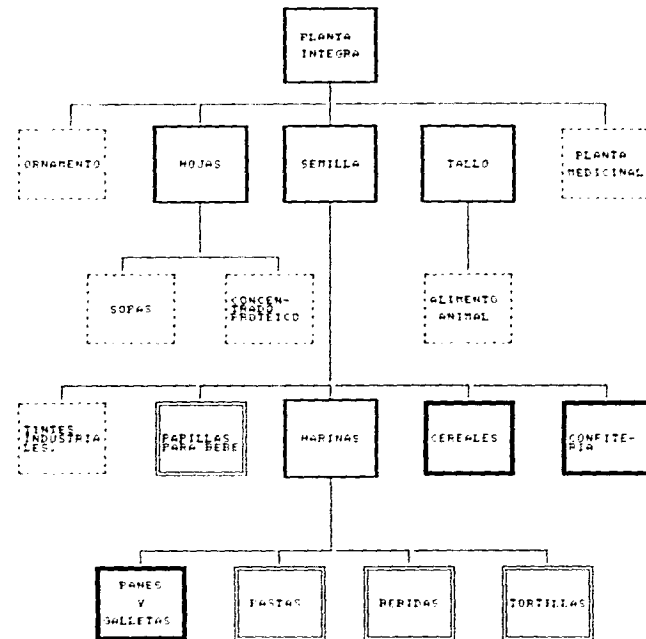 PLANTA
INTEGRA
ORNAMENTO
HOJAS
SEMILLA
TALLO
PLANTA
MEDICINAL
SOPAS
CONCEN-
TRADO
PROTEICO
ALIMENTO
ANIMAL
TINTES
INDUSTRIA
LES.
PAPILLAS
PARA BEBE
HARINAS
CEREALES
CONFITE-
RIA
PANES
Y
GALLETAS
PASTAS
BEBIDAS
TORTILLAS